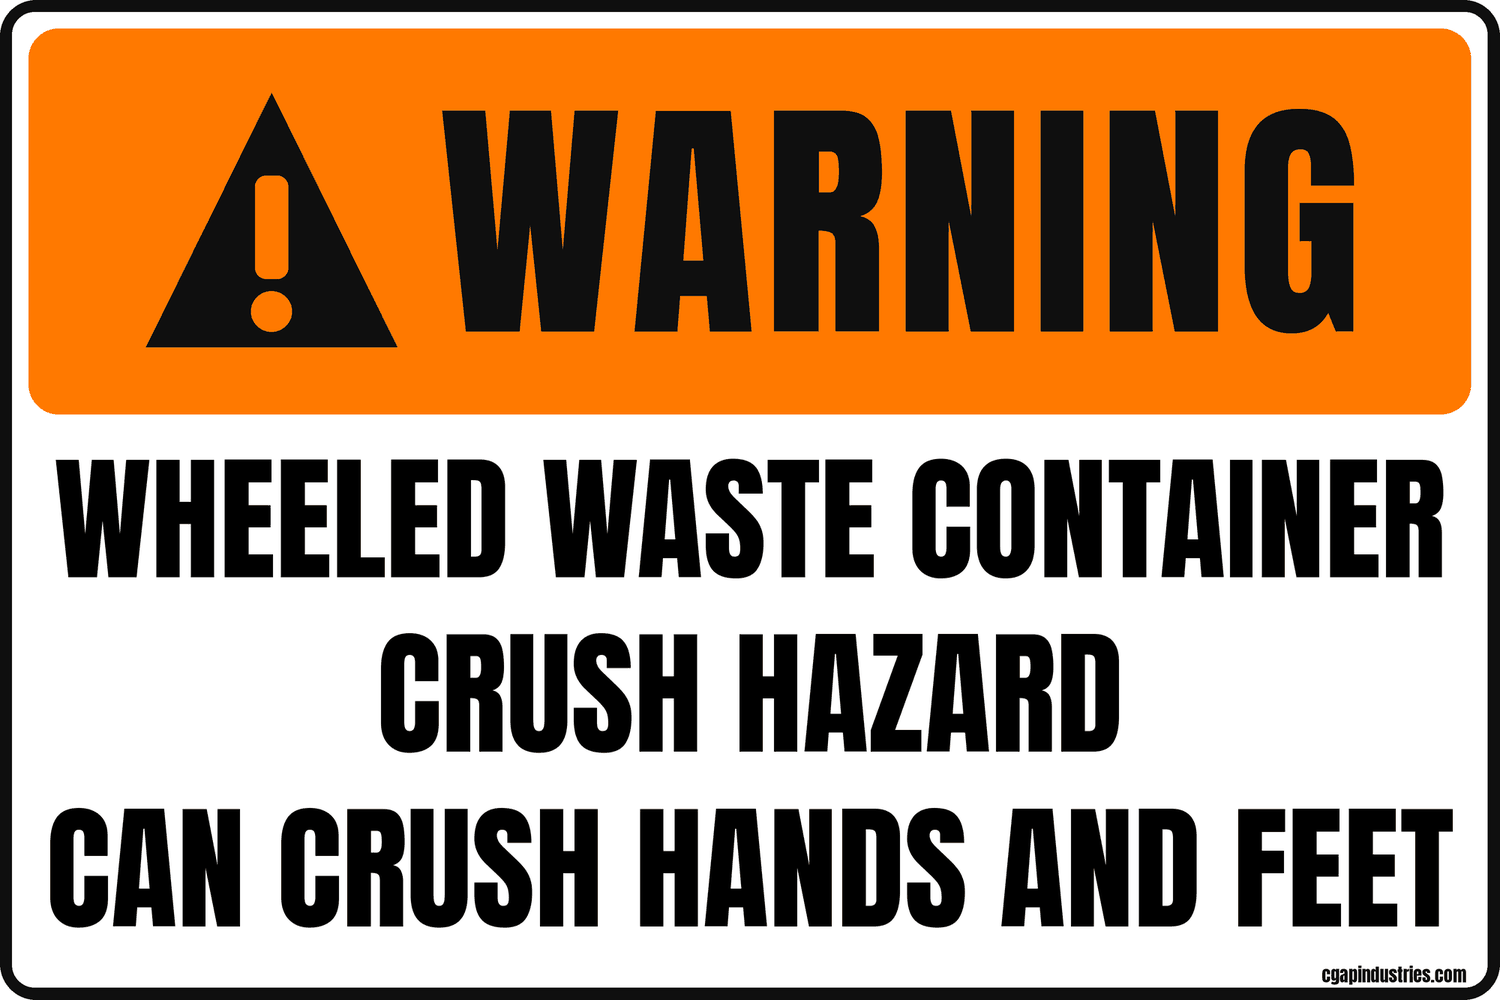 WARNING
WHEELED WASTE CONTAINER
CRUSH HAZARD
CAN CRUSH HANDS AND FEET
cgapindustries.com